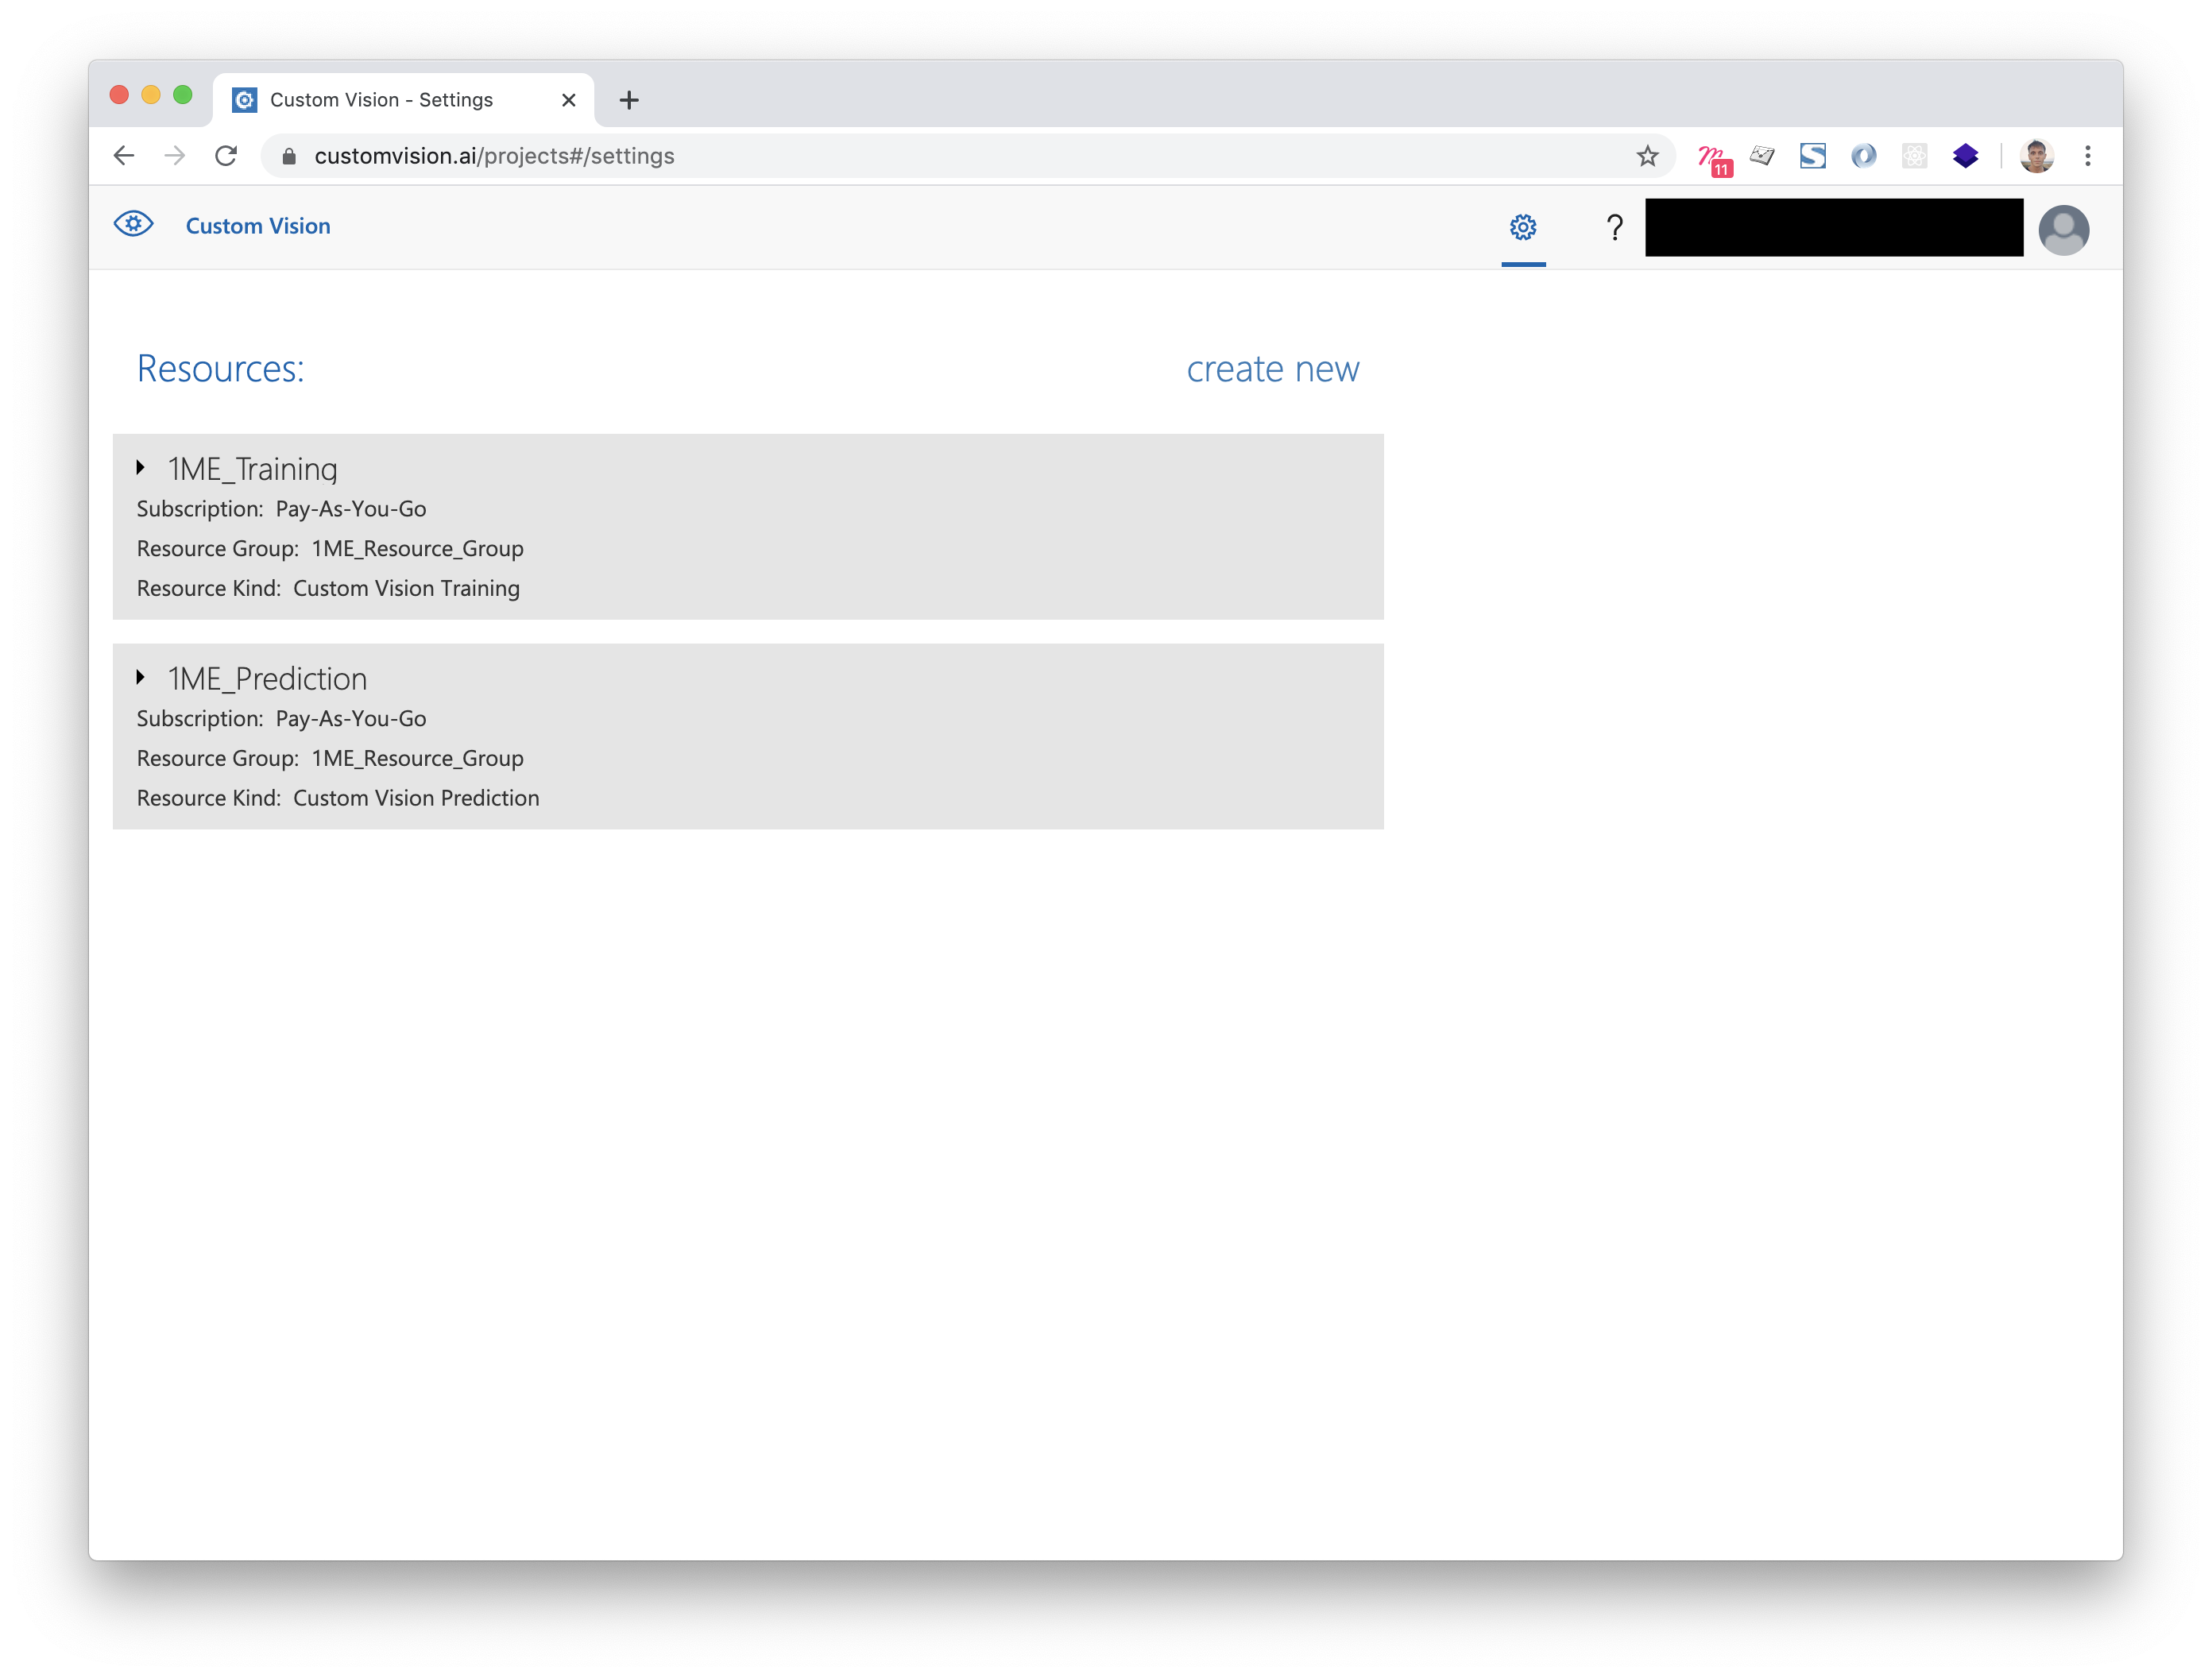 Custom Vision - Settings
customvision.ai/projects#/settings
11
Custom Vision
?
Resources:
create new
1ME_Training
Subscription: Pay-As-You-Go
Resource Group: 1ME_Resource_Group
Resource Kind: Custom Vision Training
1ME_Prediction
Subscription: Pay-As-You-Go
Resource Group: 1ME_Resource_Group
Resource Kind: Custom Vision Prediction